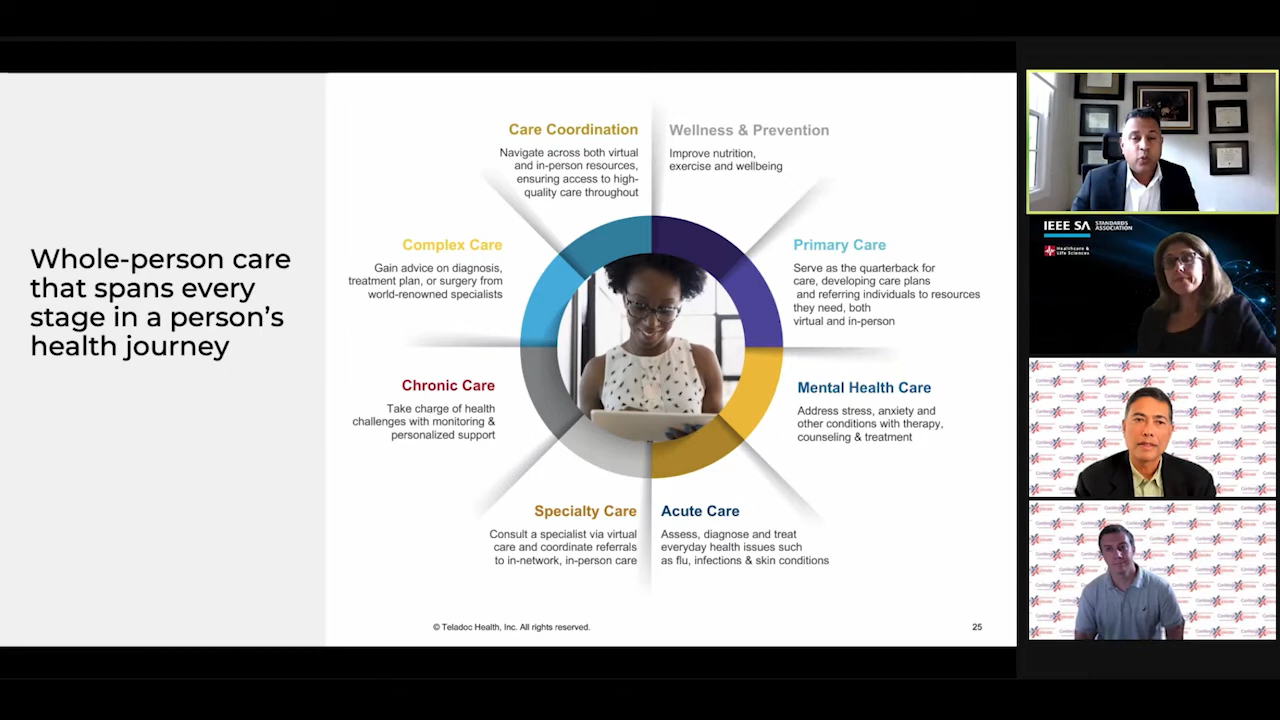 Whole-person care
that spans every
stage in a person's
health journey
Care Coordination
Navigate across both virtual
and in-person resources,
ensuring access to high-
quality care throughout
Wellness & Prevention
Improve nutrition,
exercise and wellbeing
Complex Care
Gain advice on diagnosis,
treatment plan, or surgery from
world-renowned specialists
Primary Care
Serve as the quarterback for
care, developing care plans
and referring individuals to resources
they need, both
virtual and in-person
Chronic Care
Take charge of health
challenges with monitoring &
personalized support
Mental Health Care
Address stress, anxiety and
other conditions with therapy,
counseling & treatment
Specialty Care
Consult a specialist via virtual
care and coordinate referrals
to in-network, in-person care
Acute Care
Assess, diagnose and treat
everyday health issues such
as flu, infections & skin conditions
© Teladoc Health, Inc. All rights reserved.
25
IEEE SA
STANDARDS
ASSOCIATION
Healthcare &
Life Sciences